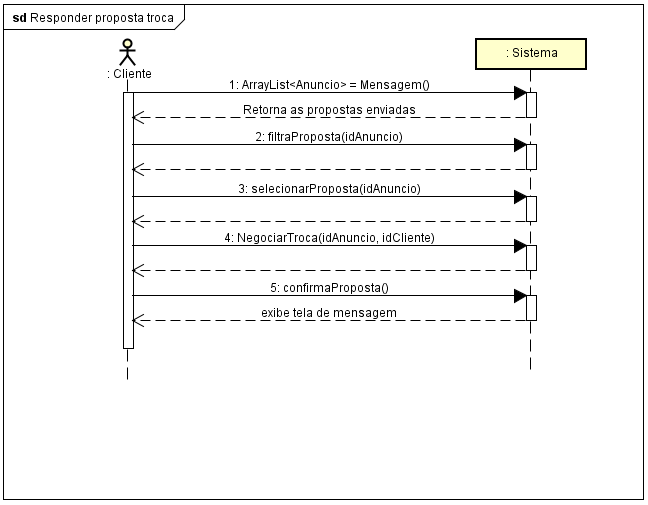 sd Responder proposta troca
: Cliente
: Sistema
1: ArrayList<Anuncio> = Mensagem()
Retorna as propostas enviadas
2: filtraProposta(idAnuncio)
3: selecionarProposta(idAnuncio)
4: NegociarTroca(idAnuncio, idCliente)
5: confirmaProposta()
exibe tela de mensagem